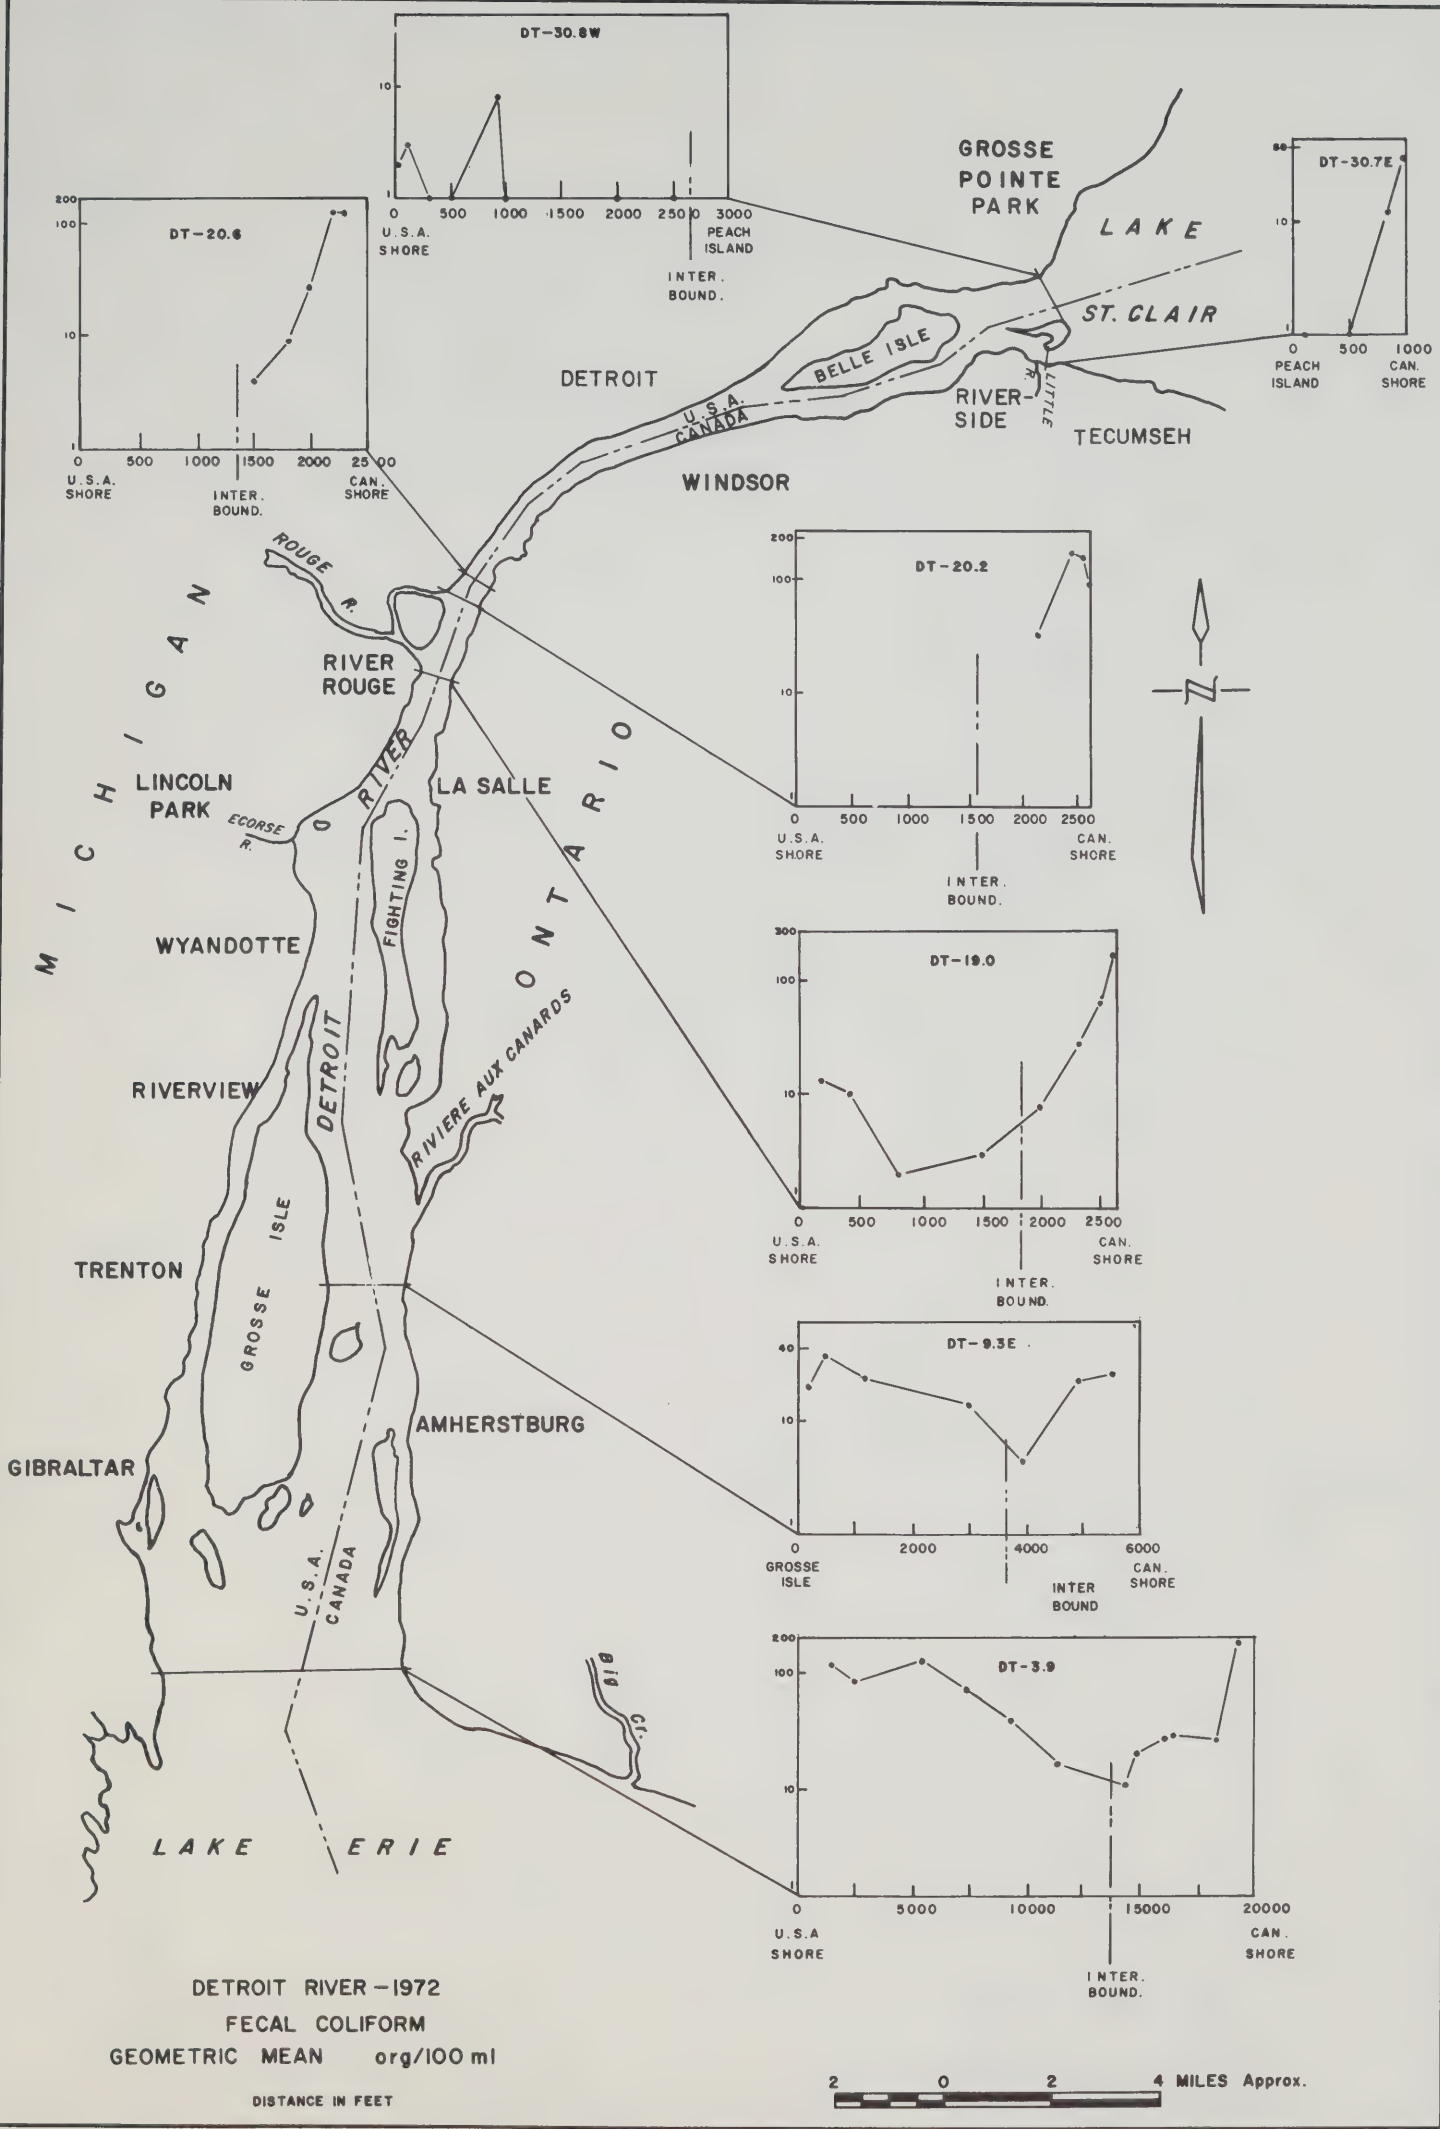 DT-30.8W
10
1
0 500 1000 1500 2000 2500 3000
U.S.A. SHORE
PEACH ISLAND
INTER. BOUND.
GROSSE
POINTE
PARK
LAKE
ST. CLAIR
DT-30.7E
50
10
1
0 500 1000
PEACH ISLAND
CAN. SHORE
DT-20.6
200
100
10
1
0 500 1000 1500 2000 2500
U.S.A. SHORE
INTER. BOUND.
CAN. SHORE
BELLE ISLE
DETROIT
U.S.A.
CANADA
RIVER-
SIDE
LITTLE
R.
TECUMSEH
WINDSOR
ROUGE
R.
RIVER
ROUGE
DT-20.2
200
100
10
1
0 500 1000 1500 2000 2500
U.S.A. SHORE
CAN. SHORE
INTER. BOUND.
MICHIGAN
ONTARIO
LINCOLN
PARK
ECORSE
R.
RIVER
LA SALLE
FIGHTING I.
WYANDOTTE
DETROIT
RIVERVIEW
RIVIERE AUX CANARDS
DT-19.0
300
100
10
1
0 500 1000 1500 2000 2500
U.S.A. SHORE
CAN. SHORE
INTER. BOUND.
TRENTON
GROSSE ISLE
DT-9.3E
40
10
1
0 2000 4000 6000
GROSSE ISLE
CAN. SHORE
INTER BOUND
AMHERSTBURG
GIBRALTAR
U.S.A.
CANADA
Big Cr.
DT-3.9
200
100
10
1
0 5000 10000 15000 20000
U.S.A SHORE
CAN. SHORE
INTER. BOUND.
LAKE ERIE
DETROIT RIVER-1972
FECAL COLIFORM
GEOMETRIC MEAN org/100 ml
DISTANCE IN FEET
N
2 0 2 4 MILES Approx.